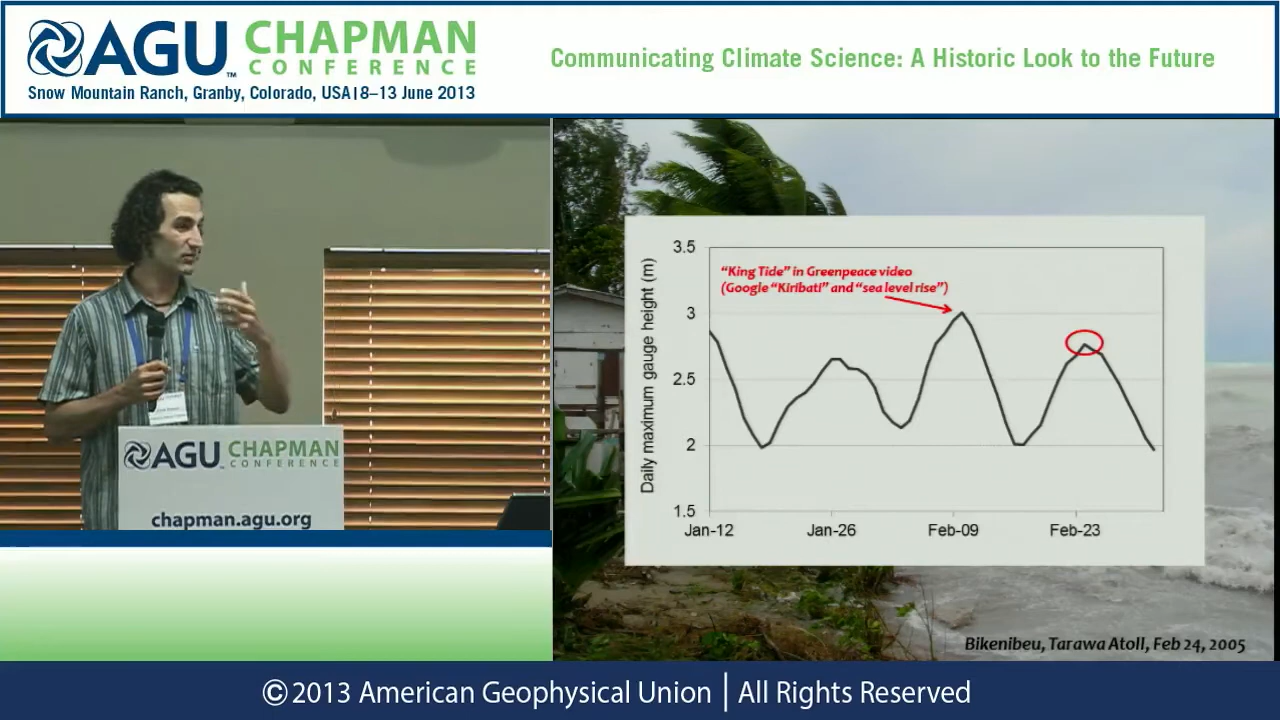 AGU CHAPMAN
TM CONFERENCE
Snow Mountain Ranch, Granby, Colorado, USA | 8–13 June 2013
Communicating Climate Science: A Historic Look to the Future
AGU CHAPMAN
CONFERENCE
chapman.agu.org
3.5
3
2.5
2
1.5
Daily maximum gauge height (m)
"King Tide" in Greenpeace video
(Google "Kiribati" and "sea level rise")
Jan-12 Jan-26 Feb-09 Feb-23
Bikenibeu, Tarawa Atoll, Feb 24, 2005
©2013 American Geophysical Union | All Rights Reserved